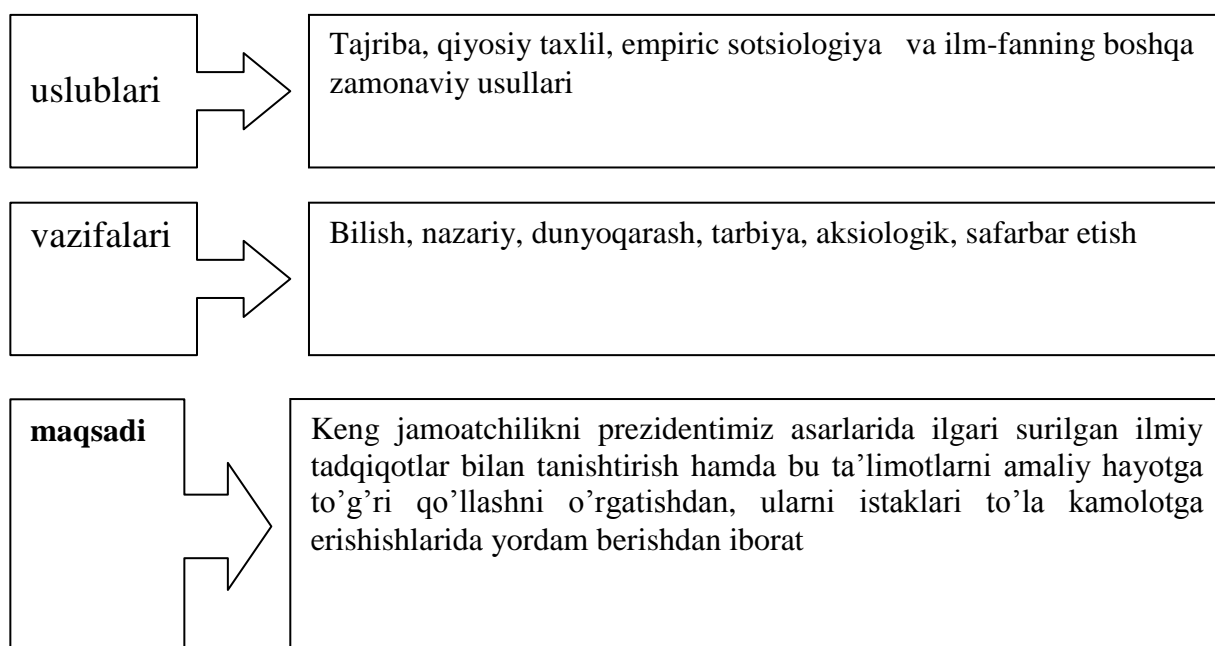 uslublari
Tajriba, qiyosiy taxlil, empiric sotsiologiya va ilm-fanning boshqa
zamonaviy usullari
vazifalari
Bilish, nazariy, dunyoqarash, tarbiya, aksiologik, safarbar etish
maqsadi
Keng jamoatchilikni prezidentimiz asarlarida ilgari surilgan ilmiy
tadqiqotlar bilan tanishtirish hamda bu ta’limotlarni amaliy hayotga
to’g’ri qo’llashni o’rgatishdan, ularni istaklari to’la kamolotga
erishishlarida yordam berishdan iborat